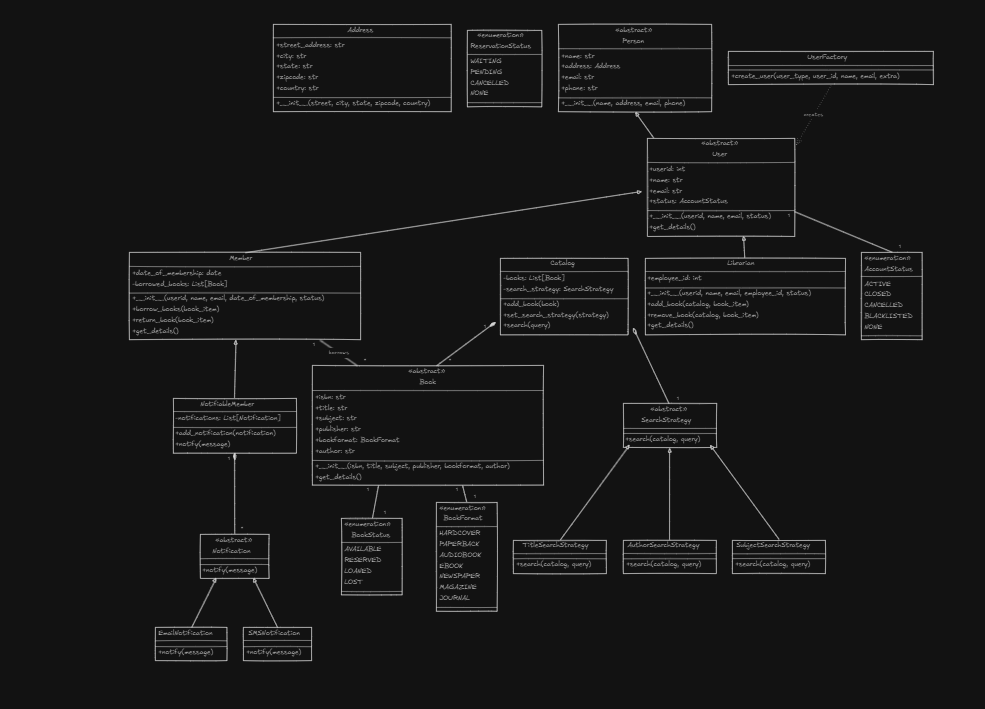 Address
+street_address: str
+city: str
+state: str
+zipcode: str
+country: str
+__init__(street, city, state, zipcode, country)
«enumeration»
ReservationStatus
WAITING
PENDING
CANCELLED
NONE
«abstract»
Person
+name: str
+address: Address
+email: str
+phone: str
+__init__(name, address, email, phone)
UserFactory
+create_user(user_type, user_id, name, email, extra)
creates
«abstract»
User
+userid: int
+name: str
+email: str
+status: AccountStatus
+__init__(userid, name, email, status)
+get_details()
1
1
Member
+date_of_membership: date
-borrowed_books: List[Book]
+__init__(userid, name, email, date_of_membership, status)
+borrow_books(book_item)
+return_book(book_item)
+get_details()
Catalog
-books: List[Book]
-search_strategy: SearchStrategy
+add_book(book)
+set_search_strategy(strategy)
+search(query)
Librarian
+employee_id: int
+__init__(userid, name, email, employee_id, status)
+add_book(catalog, book_item)
+remove_book(catalog, book_item)
+get_details()
«enumeration»
AccountStatus
ACTIVE
CLOSED
CANCELLED
BLACKLISTED
NONE
1
borrows
*
1
*
1
«abstract»
Book
+isbn: str
+title: str
+subject: str
+publisher: str
+bookformat: BookFormat
+author: str
+__init__(isbn, title, subject, publisher, bookformat, author)
+get_details()
NotifiableMember
-notifications: List[Notification]
+add_notification(notification)
+notify(message)
«abstract»
SearchStrategy
+search(catalog, query)
1
*
1
1
1
1
«abstract»
Notification
+notify(message)
«enumeration»
BookStatus
AVAILABLE
RESERVED
LOANED
LOST
«enumeration»
BookFormat
HARDCOVER
PAPERBACK
AUDIOBOOK
EBOOK
NEWSPAPER
MAGAZINE
JOURNAL
TitleSearchStrategy
+search(catalog, query)
AuthorSearchStrategy
+search(catalog, query)
SubjectSearchStrategy
+search(catalog, query)
EmailNotification
+notify(message)
SMSNotification
+notify(message)